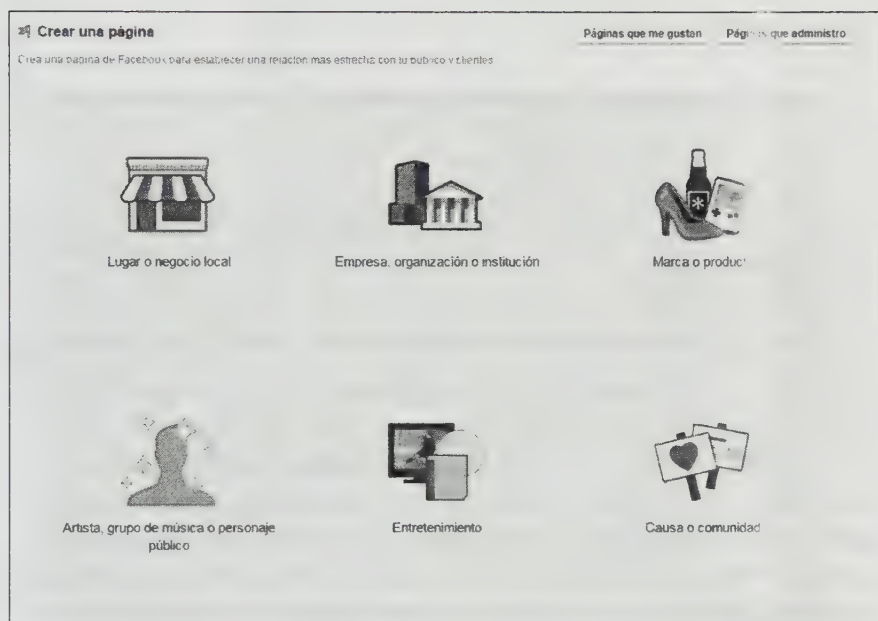 Crear una página
Páginas que me gustan
Páginas que administro
Crea una página de Facebook para establecer una relación más estrecha con tu público y clientes
Lugar o negocio local
Empresa, organización o institución
Marca o produc
Artista, grupo de música o personaje
público
Entretenimiento
Causa o comunidad